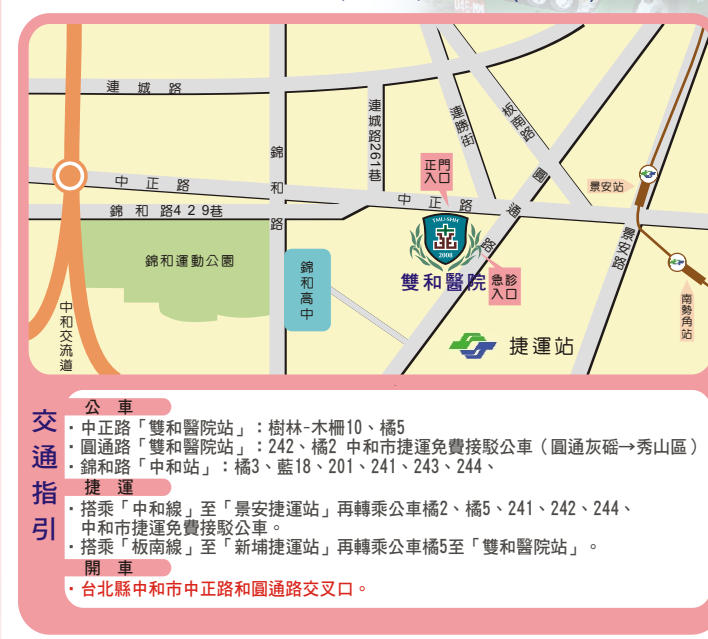 連城路
連城路261巷
連勝街
板南路
錦和路
正門
入口
景安站
中正路
中正路
圓通路
錦和路429巷
TMU-SHH
2008
景安路
錦和運動公園
錦和高中
雙和醫院
急診
入口
南勢角站
中和交流道
捷運站
交通指引
公車
・中正路「雙和醫院站」：樹林-木柵10、橘5
・圓通路「雙和醫院站」：242、橘2 中和市捷運免費接駁公車（圓通灰磘→秀山區）
・錦和路「中和站」：橘3、藍18、201、241、243、244、
捷運
・搭乘「中和線」至「景安捷運站」再轉乘公車橘2、橘5、241、242、244、
中和市捷運免費接駁公車。
・搭乘「板南線」至「新埔捷運站」再轉乘公車橘5至「雙和醫院站」。
開車
・台北縣中和市中正路和圓通路交叉口。